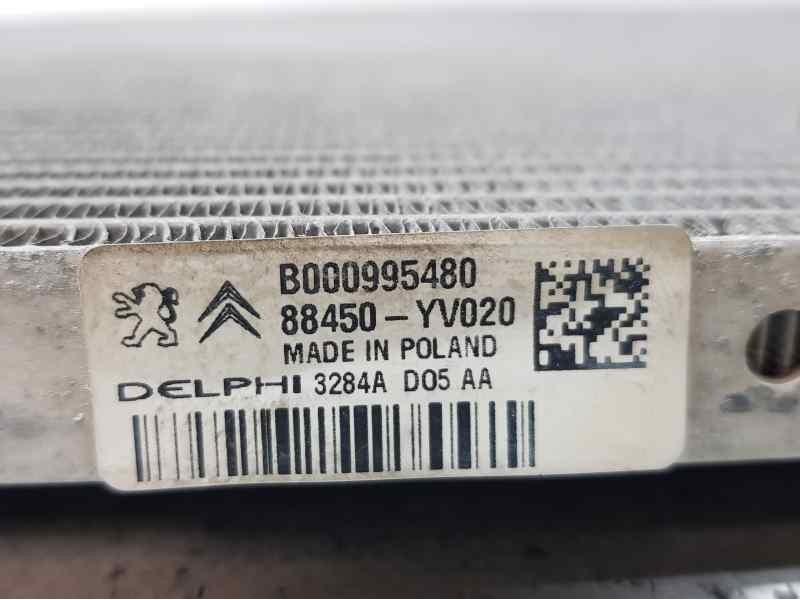 B000995480
88450-YV020
MADE IN POLAND
DELPHI 3284A D05 AA